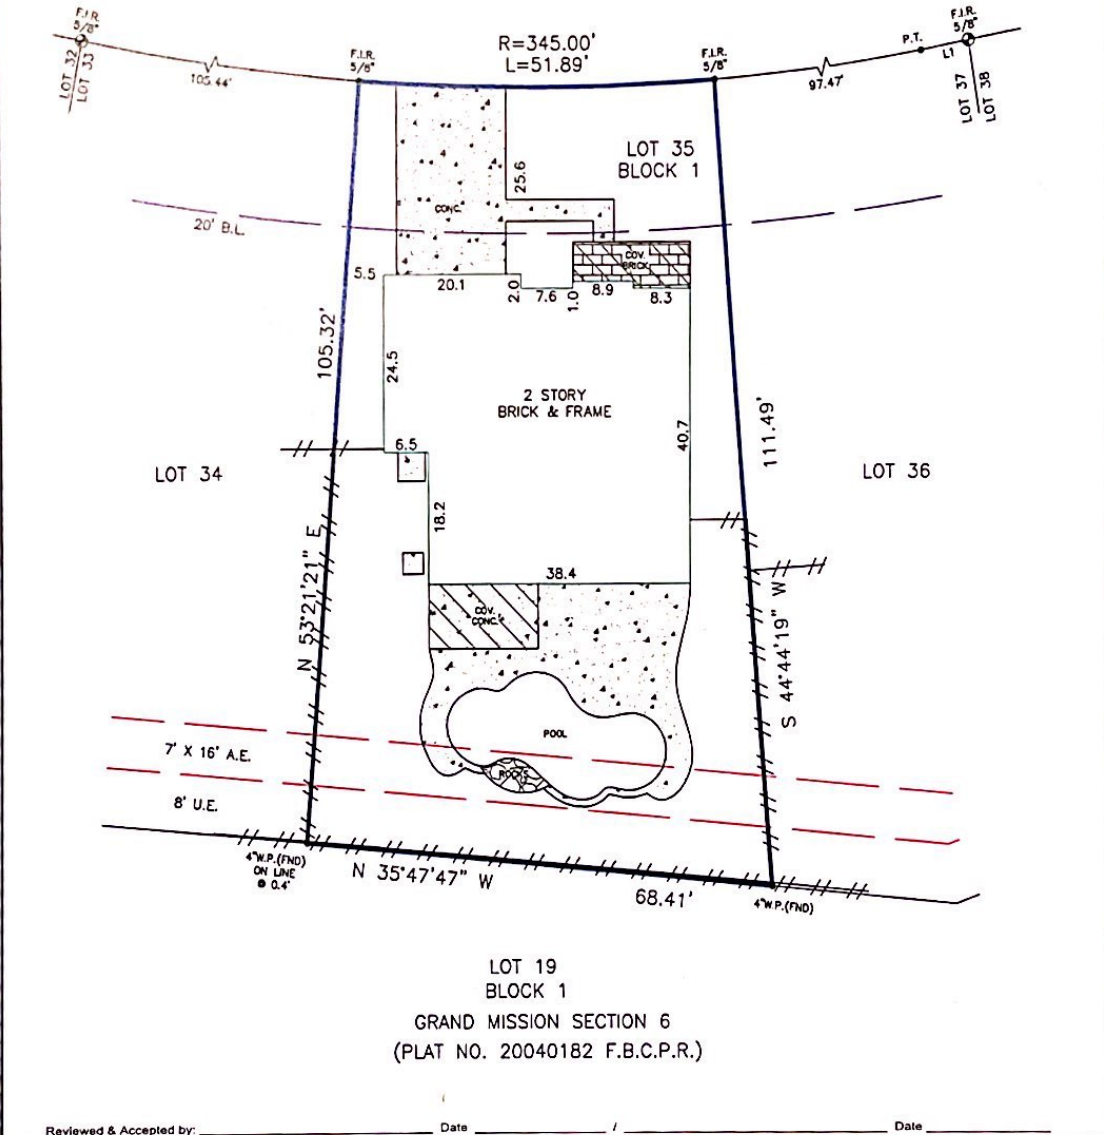 F.I.R.
5/8"
F.I.R.
5/8"
R=345.00'
L=51.89'
F.I.R.
5/8"
P.T.
F.I.R.
5/8"
L1
LOT 32
LOT 33
105.44'
97.47'
LOT 37
LOT 38
LOT 35
BLOCK 1
25.6
CONC.
20' B.L.
COV.
BRICK
5.5
20.1
2.0
7.6
1.0
8.9
8.3
105.32'
24.5
2 STORY
BRICK & FRAME
40.7
111.49'
6.5
LOT 34
LOT 36
18.2
N 53°21'21" E
38.4
COV.
CONC.
S 44°44'19" W
POOL
7' X 16' A.E.
ROCKS
8' U.E.
4"W.P.(FND)
ON LINE
@ 0.4'
N 35°47'47" W
68.41'
4"W.P.(FND)
LOT 19
BLOCK 1
GRAND MISSION SECTION 6
(PLAT NO. 20040182 F.B.C.P.R.)
Reviewed & Accepted by: Date / Date